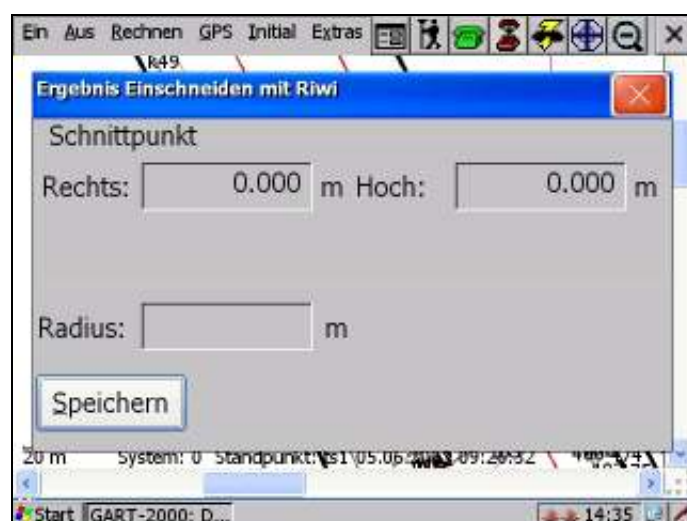 Ein Aus Rechnen GPS Initial Extras
k49
Ergebnis Einschneiden mit Riwi
Schnittpunkt
Rechts: 0.000 m Hoch: 0.000 m
Radius: m
Speichern
20 m System: 0 Standpunkt:
Start GART-2000: D... 14:35